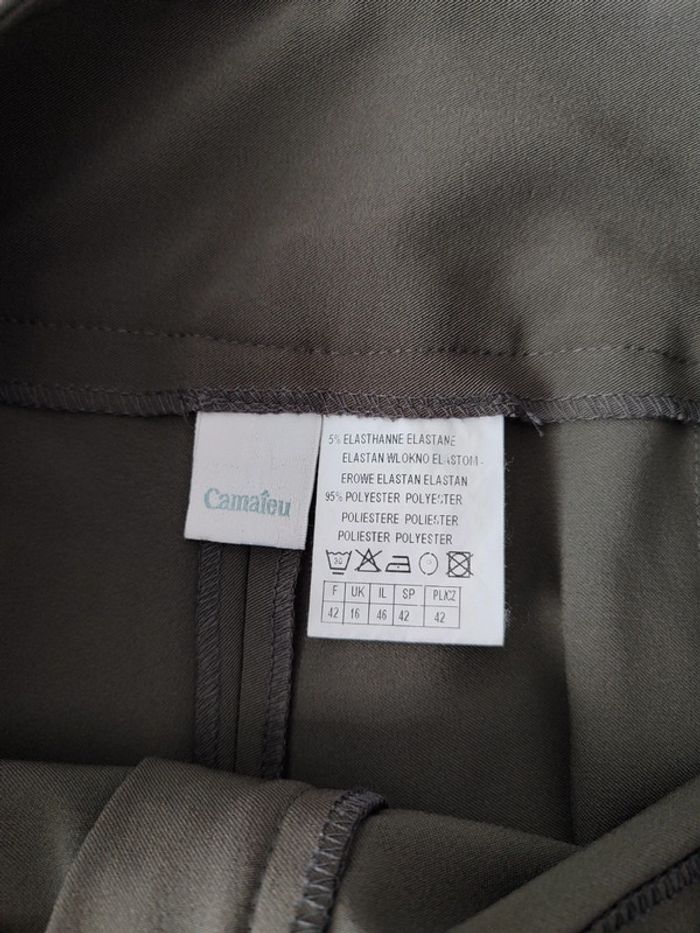 Camaïeu
5% ELASTHANNE ELASTANE
ELASTAN WLOKNO ELASTOM-
EROWE ELASTAN ELASTAN
95% POLYESTER POLYESTER
POLIESTERE POLIESTER
POLIESTER POLYESTER
30
F UK IL SP PL/CZ
42 16 46 42 42